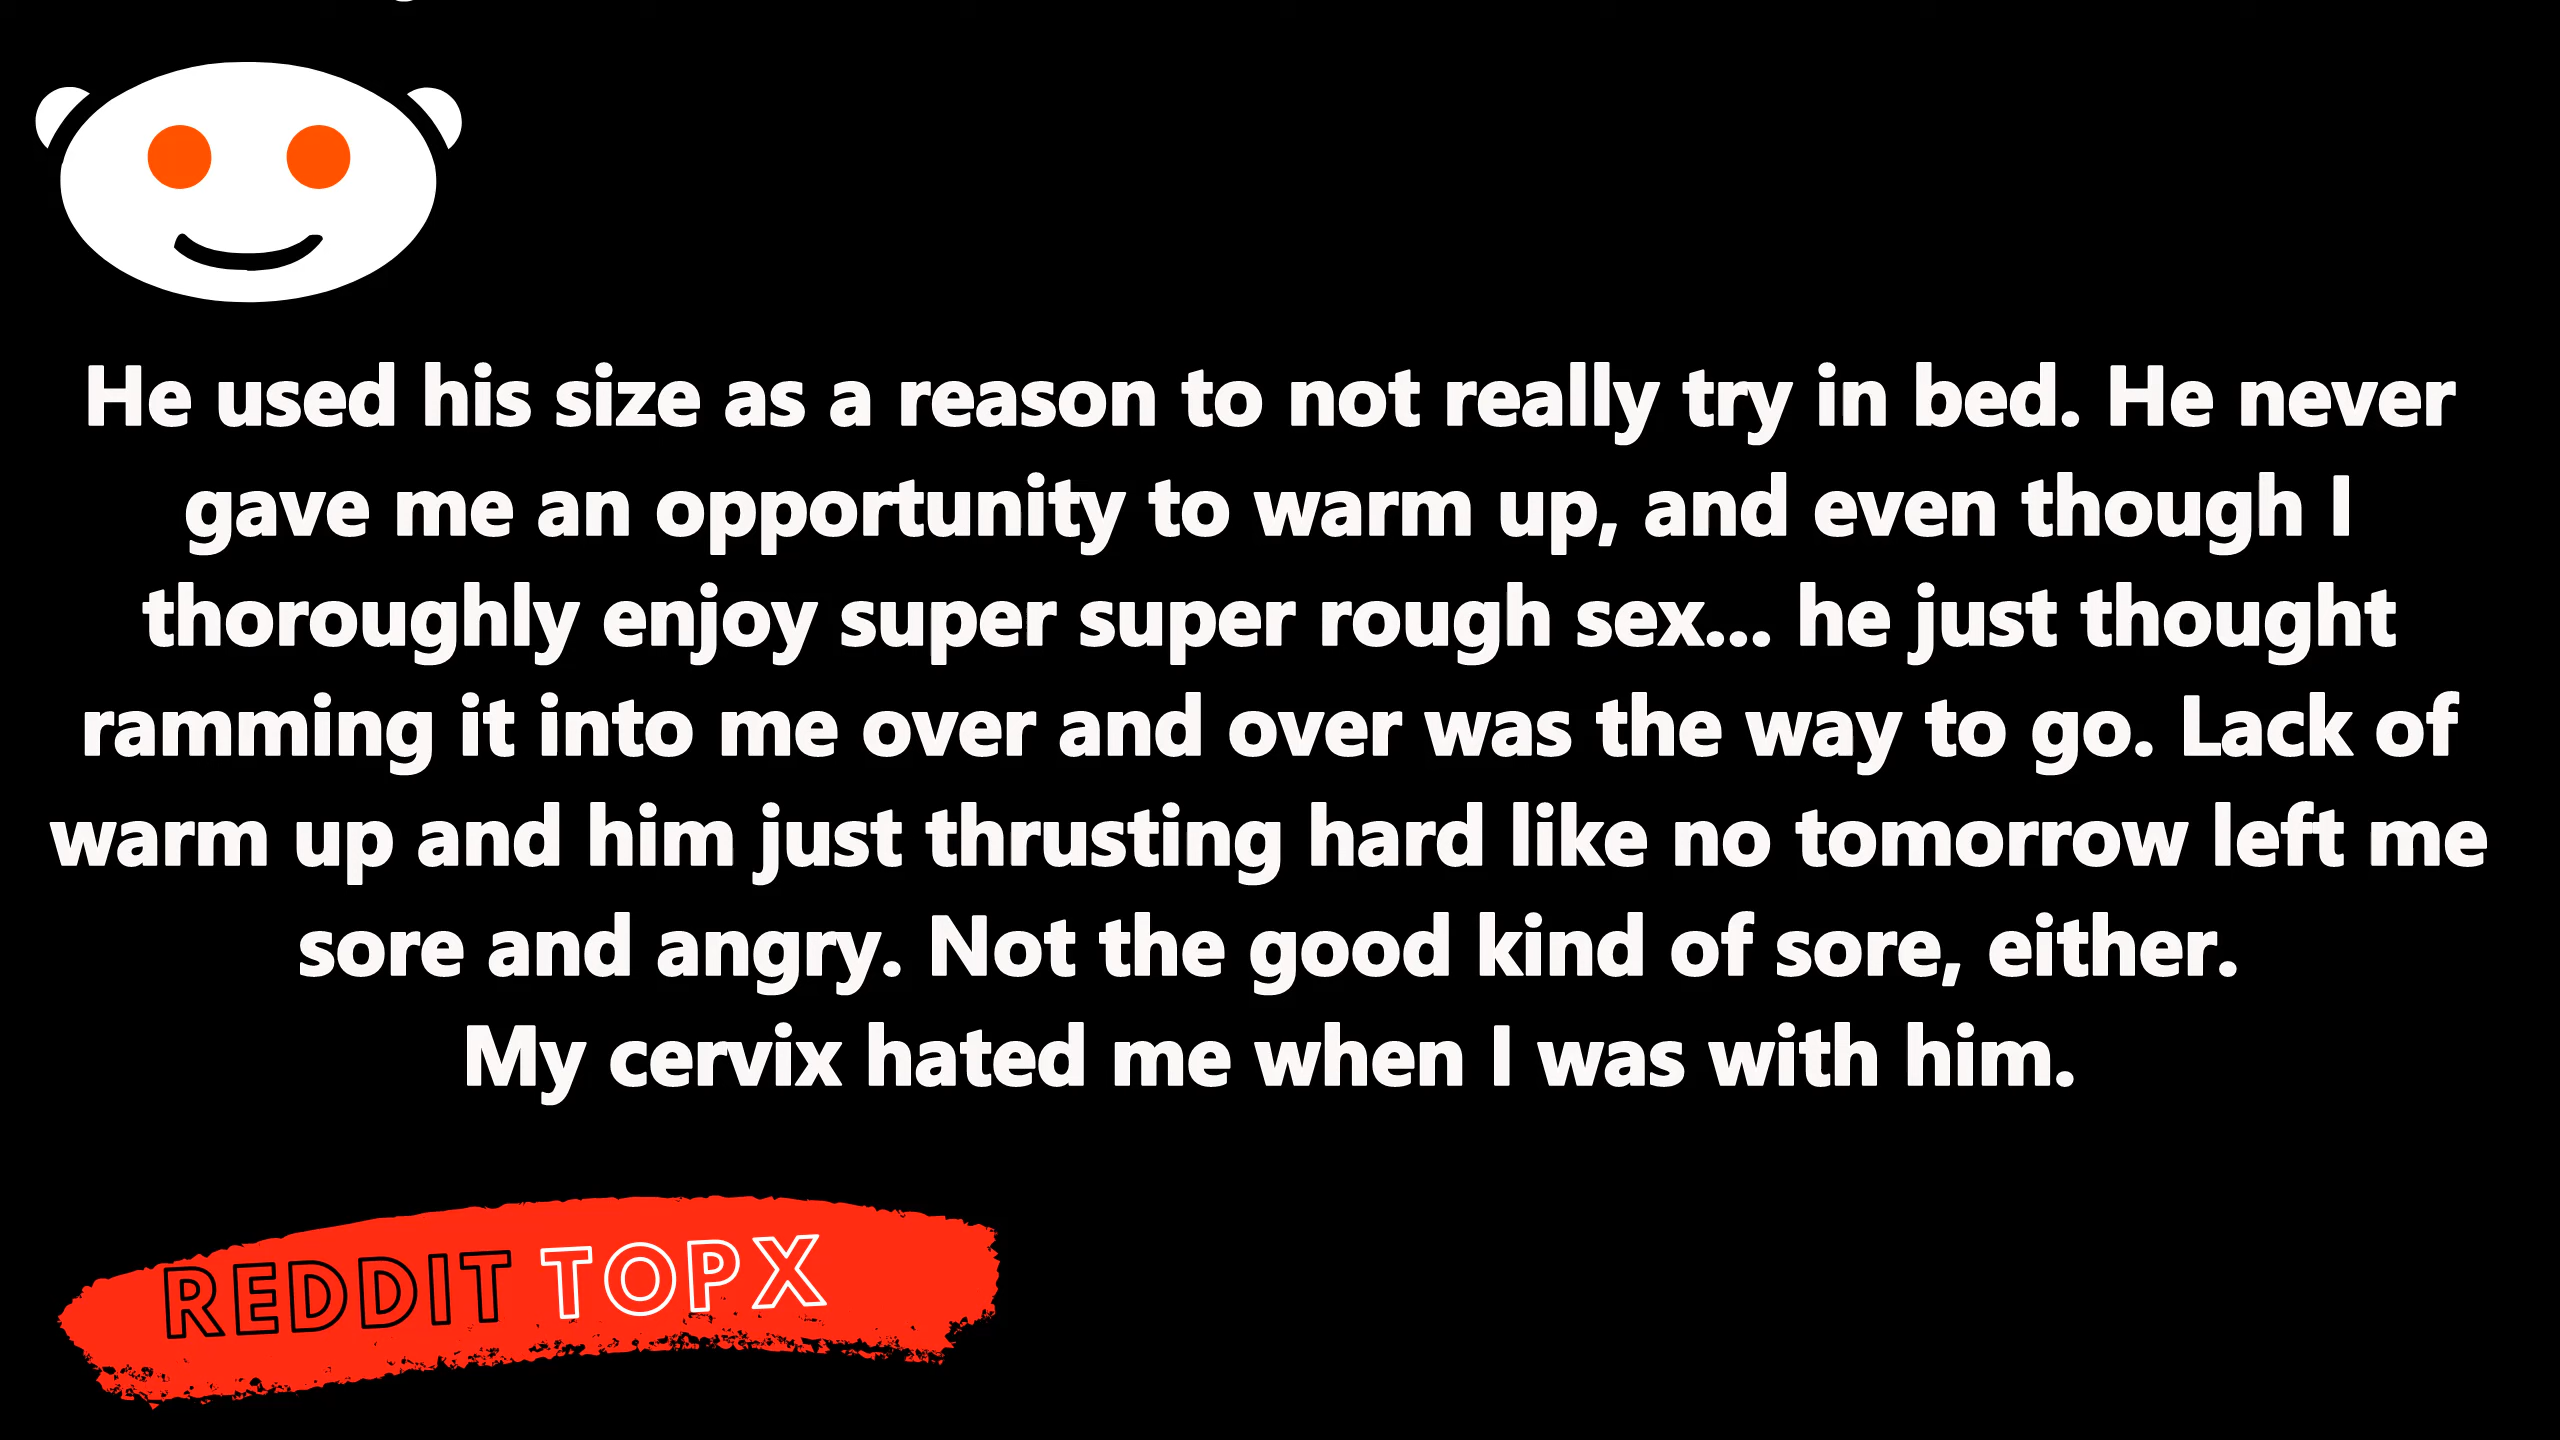 He used his size as a reason to not really try in bed. He never
gave me an opportunity to warm up, and even though I
thoroughly enjoy super super rough sex... he just thought
ramming it into me over and over was the way to go. Lack of
warm up and him just thrusting hard like no tomorrow left me
sore and angry. Not the good kind of sore, either.
My cervix hated me when I was with him.
REDDIT TOPX